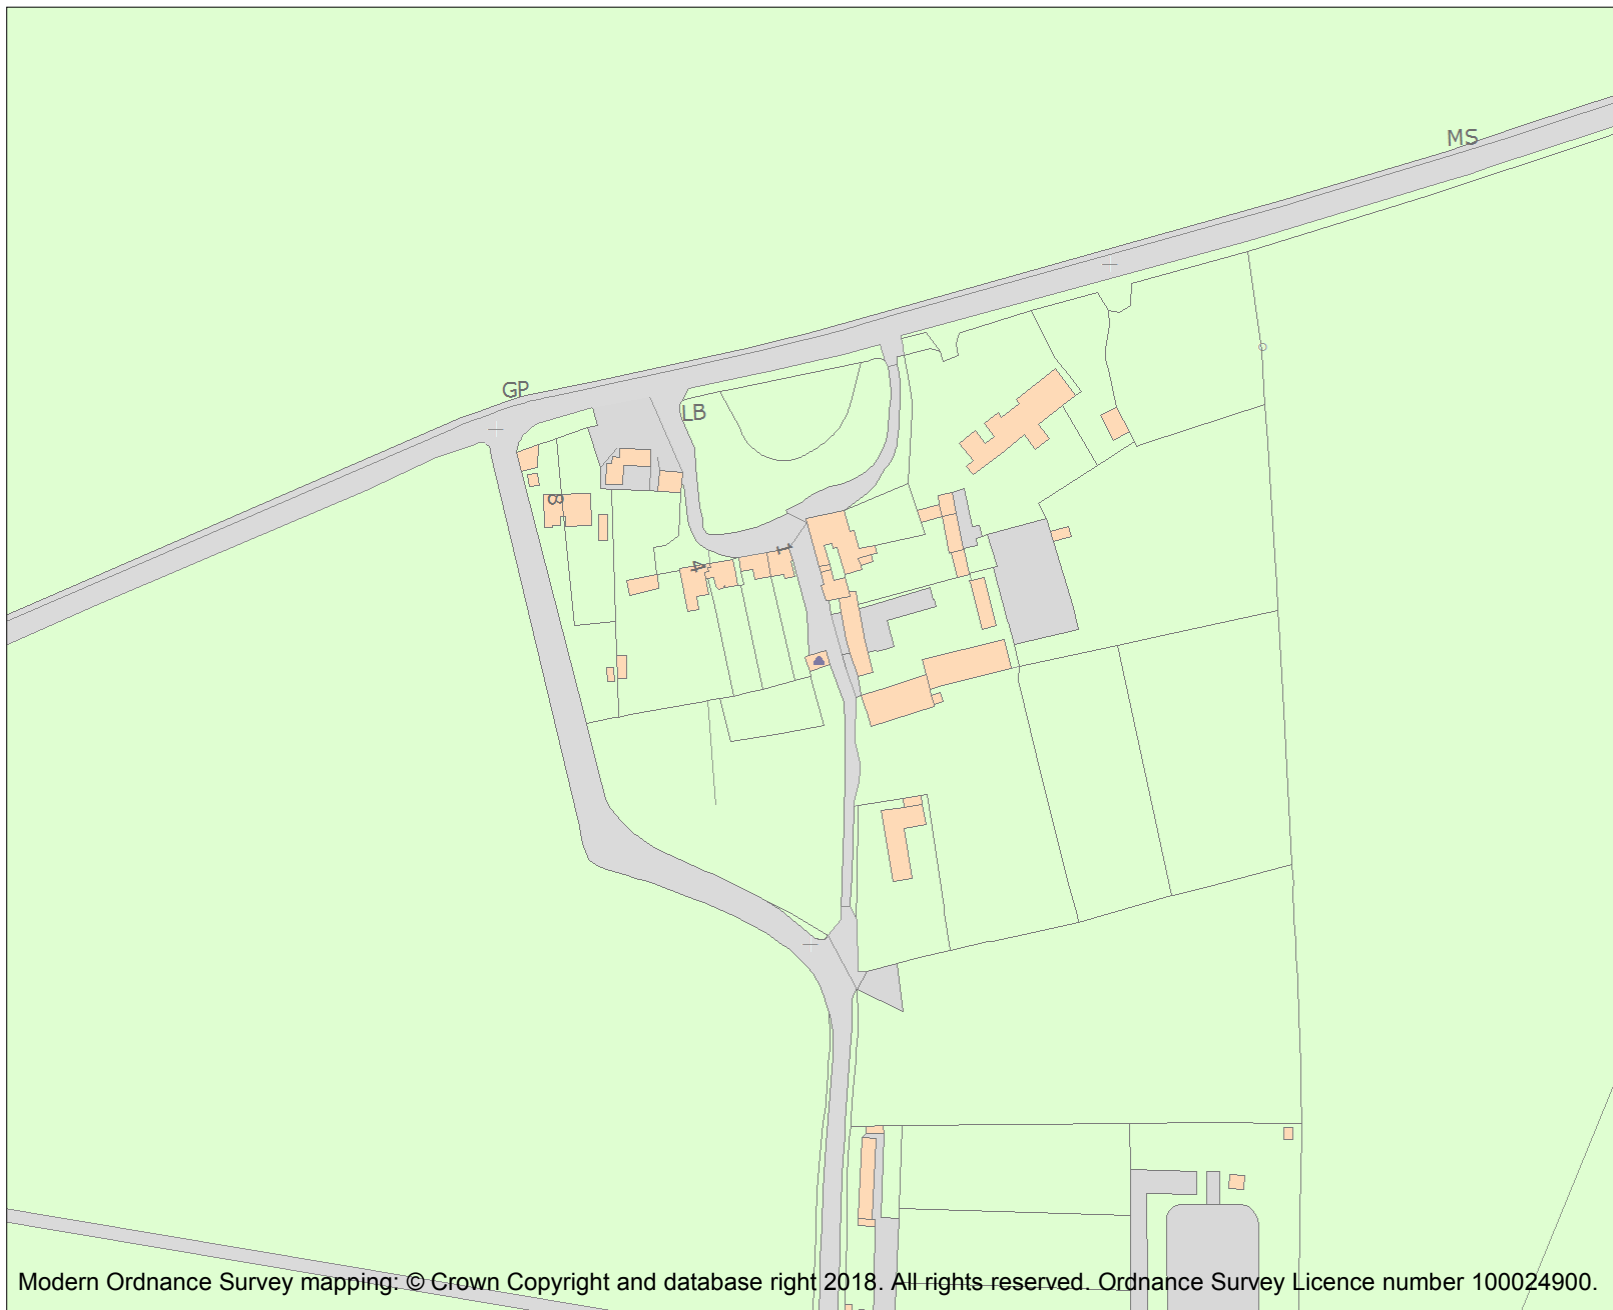 MS
GP
LB
8
1
4
Modern Ordnance Survey mapping: © Crown Copyright and database right 2018. All rights reserved. Ordnance Survey Licence number 100024900.